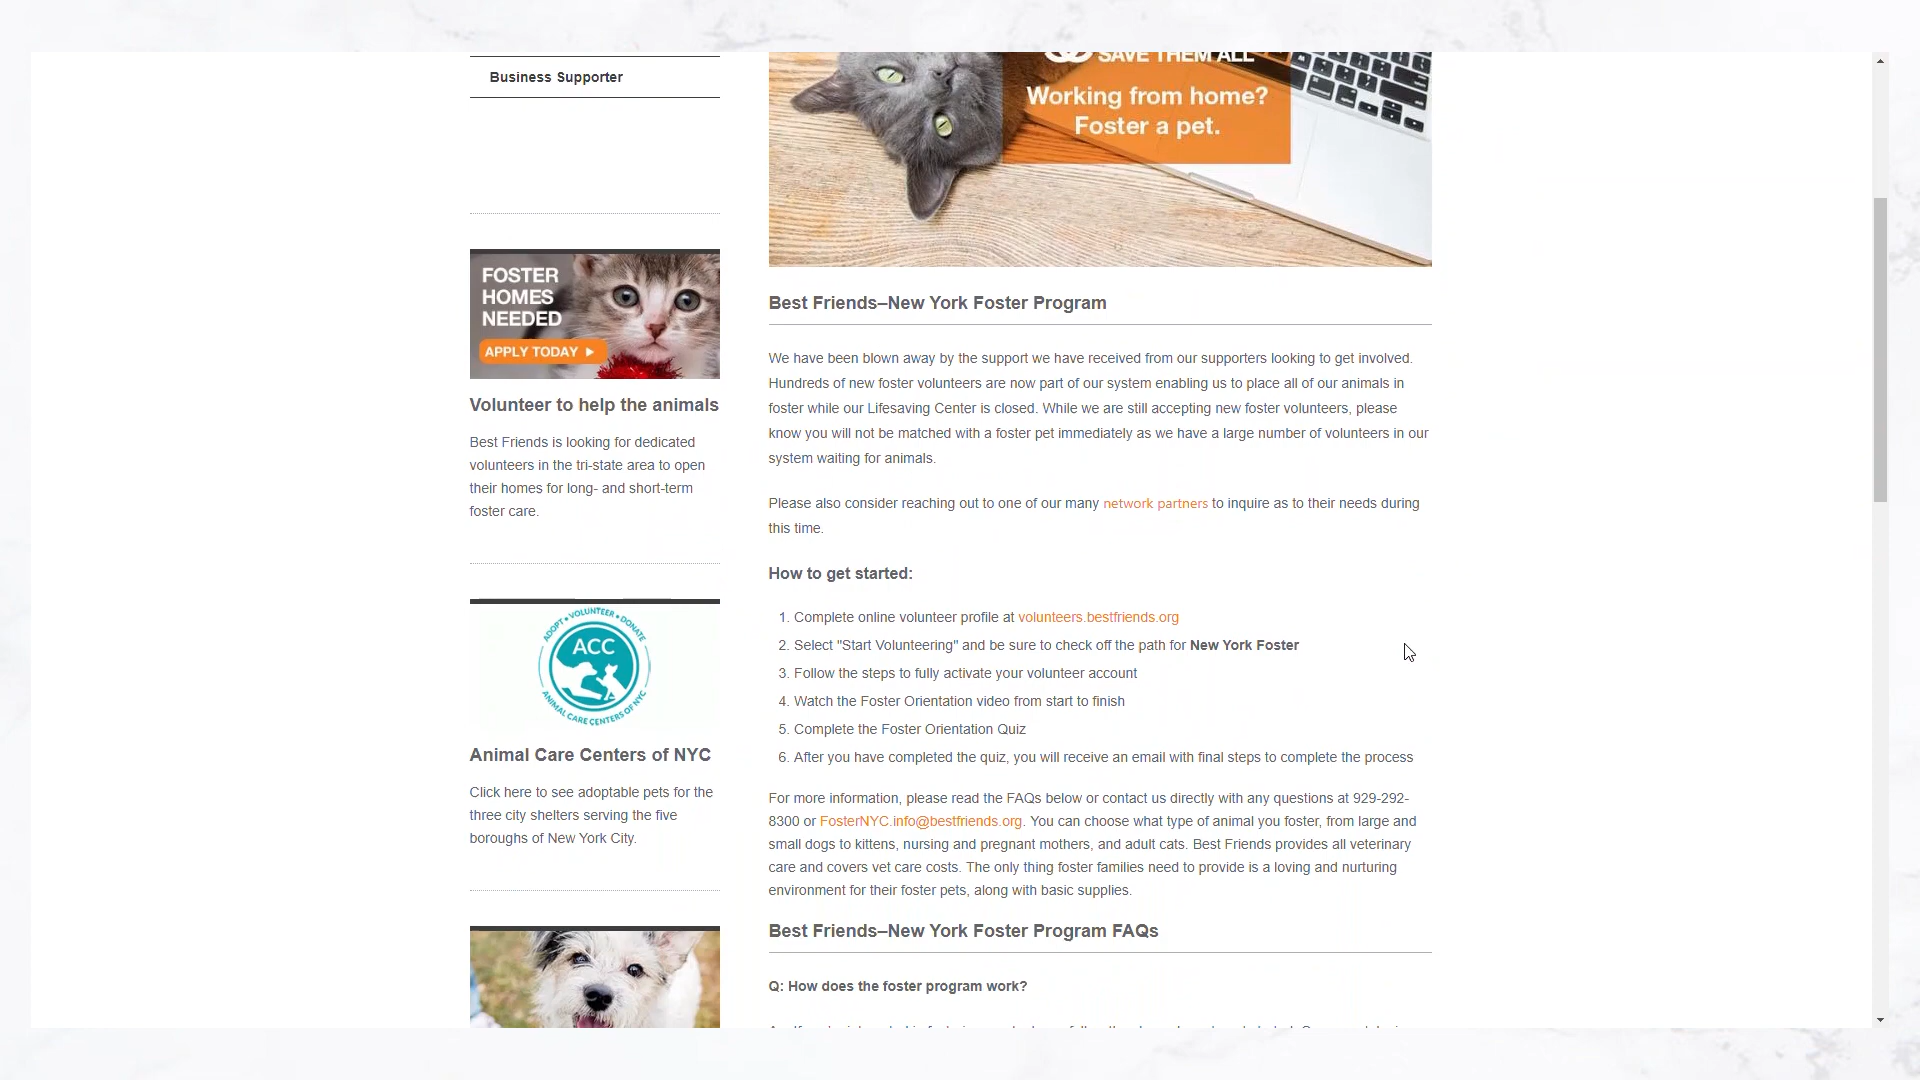 Business Supporter
FOSTER
HOMES
NEEDED
APPLY TODAY
Volunteer to help the animals
Best Friends is looking for dedicated
volunteers in the tri-state area to open
their homes for long- and short-term
foster care.
ADOPT • VOLUNTEER • DONATE
ACC
ANIMAL CARE CENTERS OF NYC
Animal Care Centers of NYC
Click here to see adoptable pets for the
three city shelters serving the five
boroughs of New York City.
SAVE THEM ALL
Working from home?
Foster a pet.
Best Friends–New York Foster Program
We have been blown away by the support we have received from our supporters looking to get involved.
Hundreds of new foster volunteers are now part of our system enabling us to place all of our animals in
foster while our Lifesaving Center is closed. While we are still accepting new foster volunteers, please
know you will not be matched with a foster pet immediately as we have a large number of volunteers in our
system waiting for animals.
Please also consider reaching out to one of our many network partners to inquire as to their needs during
this time.
How to get started:
1. Complete online volunteer profile at volunteers.bestfriends.org
2. Select "Start Volunteering" and be sure to check off the path for New York Foster
3. Follow the steps to fully activate your volunteer account
4. Watch the Foster Orientation video from start to finish
5. Complete the Foster Orientation Quiz
6. After you have completed the quiz, you will receive an email with final steps to complete the process
For more information, please read the FAQs below or contact us directly with any questions at 929-292-
8300 or FosterNYC.info@bestfriends.org. You can choose what type of animal you foster, from large and
small dogs to kittens, nursing and pregnant mothers, and adult cats. Best Friends provides all veterinary
care and covers vet care costs. The only thing foster families need to provide is a loving and nurturing
environment for their foster pets, along with basic supplies.
Best Friends–New York Foster Program FAQs
Q: How does the foster program work?